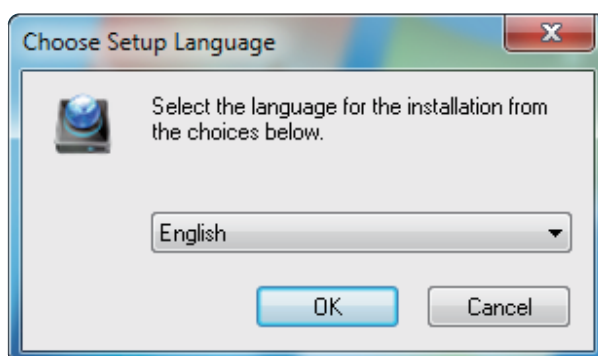 Choose Setup Language
Select the language for the installation from
the choices below.
English
OK
Cancel